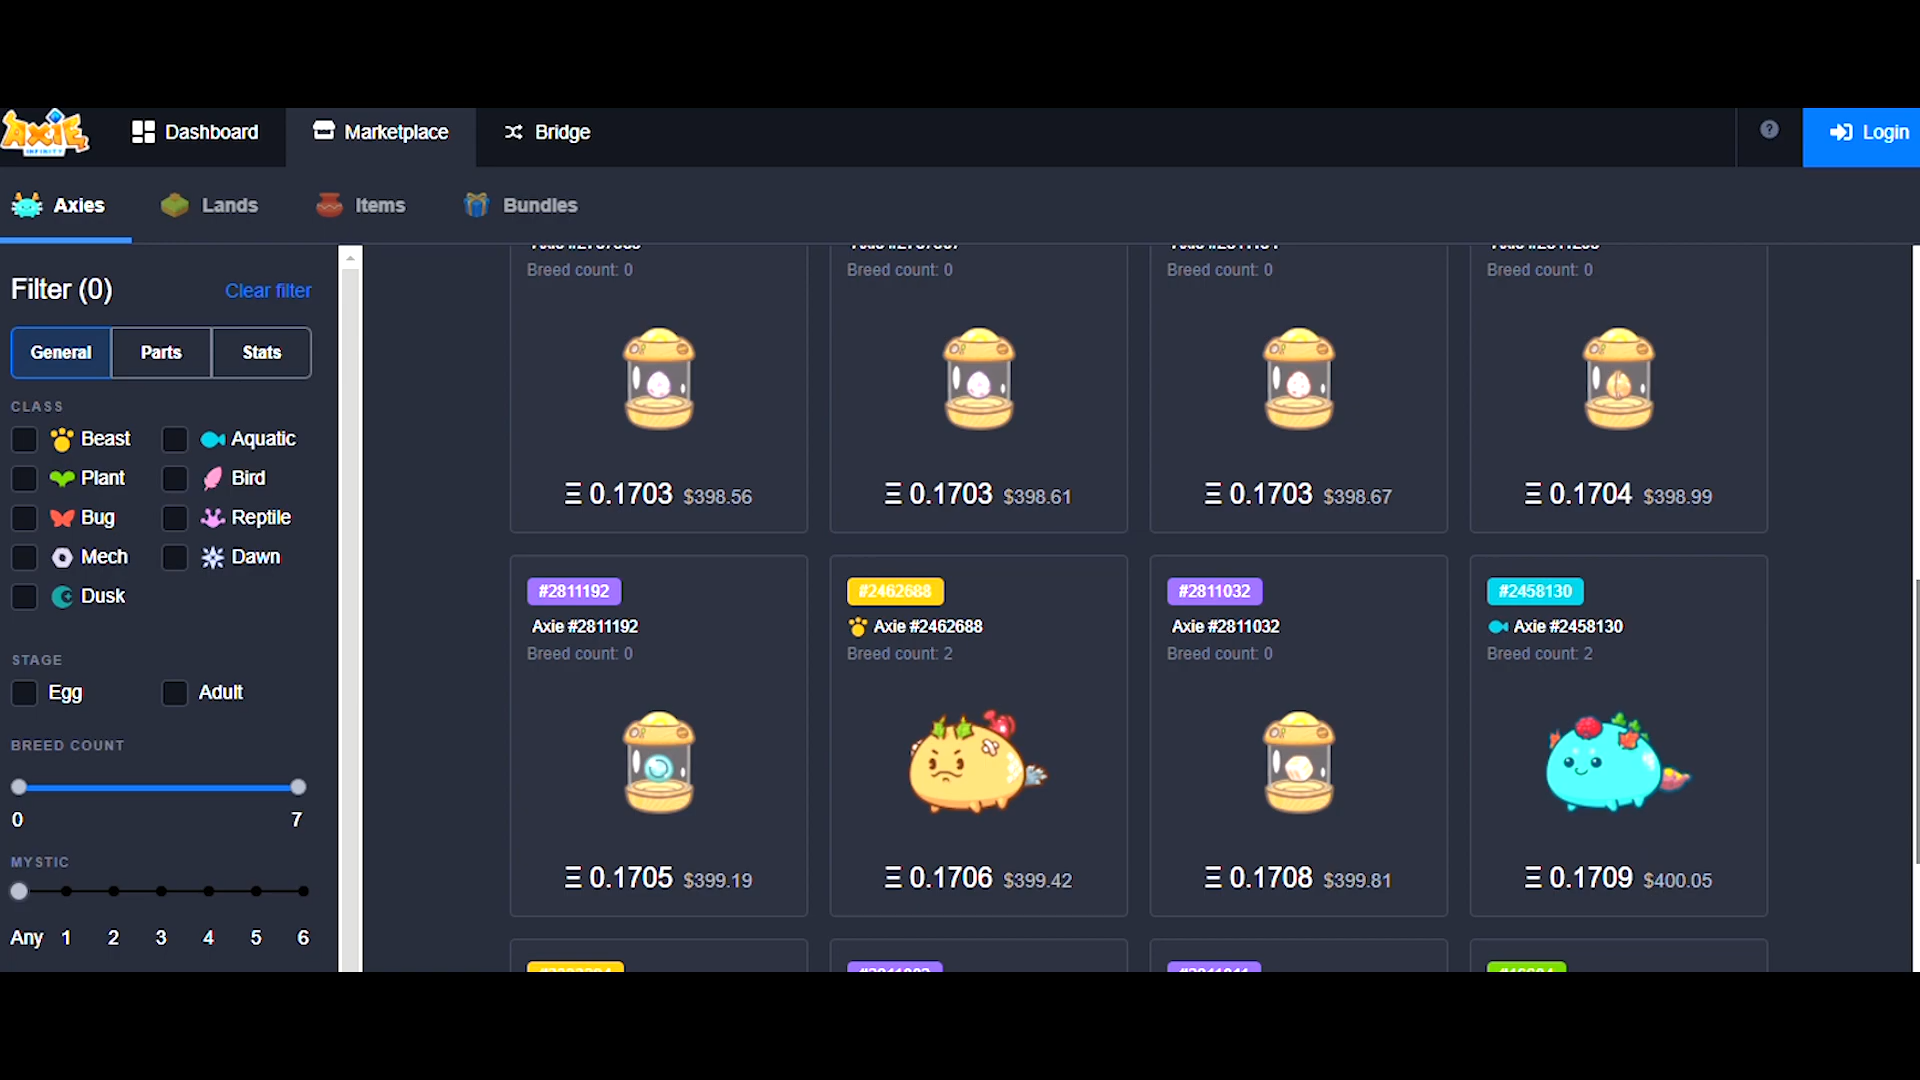 AXIE
INFINITY
Dashboard
Marketplace
Bridge
?
Login
Axies
Lands
Items
Bundles
Filter (0)
Clear filter
General
Parts
Stats
CLASS
Beast
Aquatic
Plant
Bird
Bug
Reptile
Mech
Dawn
Dusk
STAGE
Egg
Adult
BREED COUNT
0
7
MYSTIC
Any 1 2 3 4 5 6
Breed count: 0
Ξ 0.1703 $398.56
Breed count: 0
Ξ 0.1703 $398.61
Breed count: 0
Ξ 0.1703 $398.67
Breed count: 0
Ξ 0.1704 $398.99
#2811192
Axie #2811192
Breed count: 0
Ξ 0.1705 $399.19
#2462688
Axie #2462688
Breed count: 2
Ξ 0.1706 $399.42
#2811032
Axie #2811032
Breed count: 0
Ξ 0.1708 $399.81
#2458130
Axie #2458130
Breed count: 2
Ξ 0.1709 $400.05